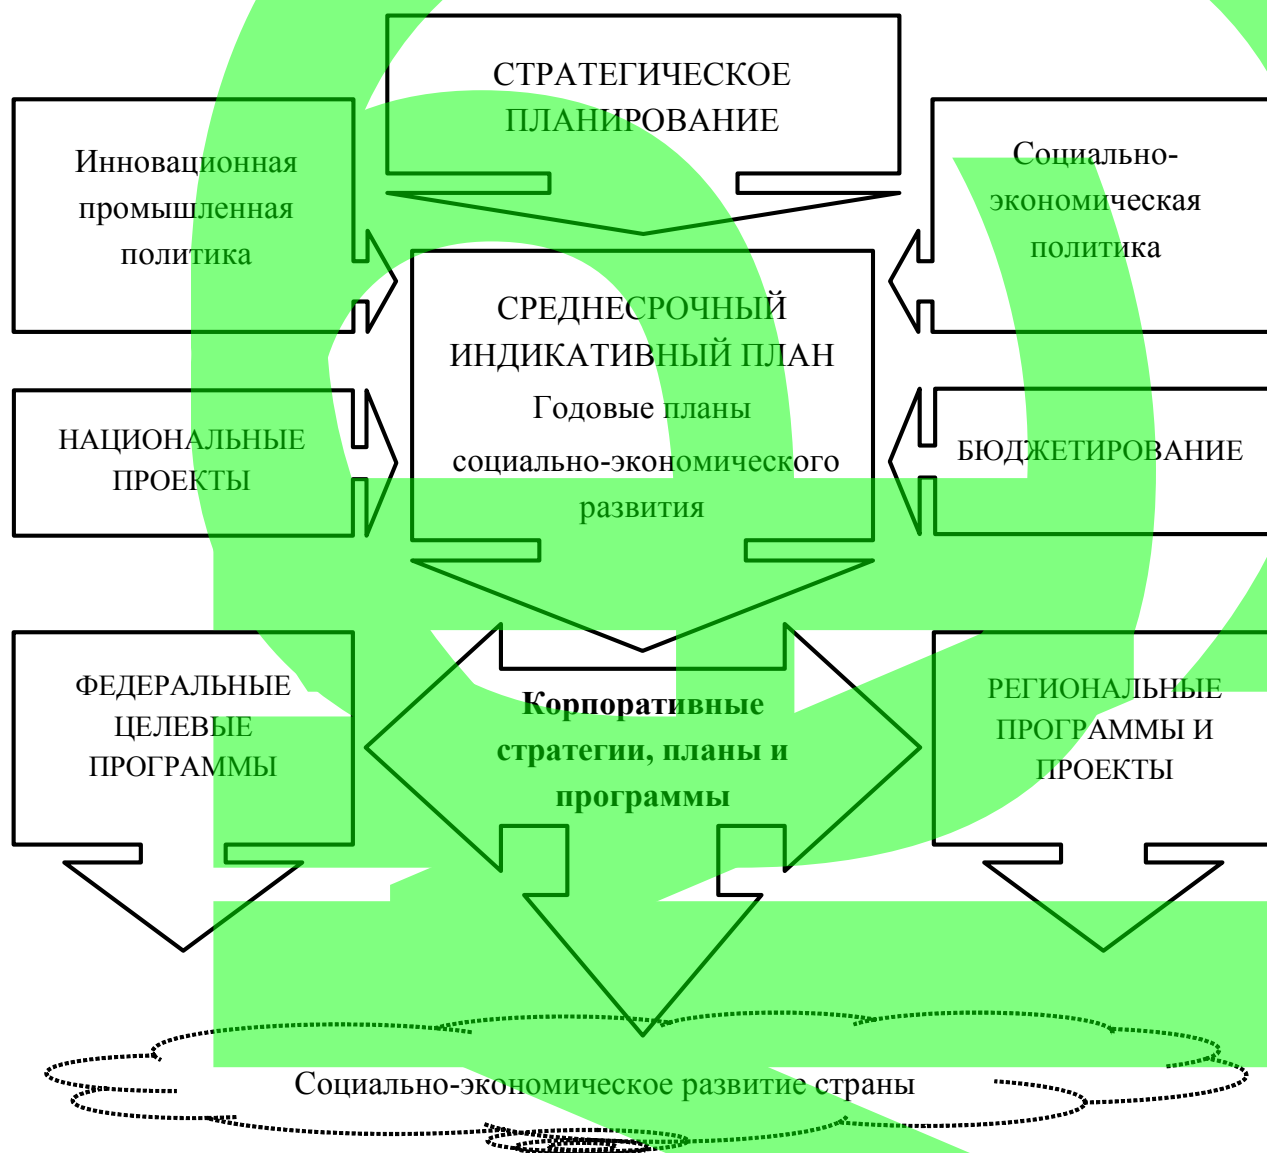 СТРАТЕГИЧЕСКОЕ
ПЛАНИРОВАНИЕ
Инновационная
промышленная
политика
Социально-
экономическая
политика
СРЕДНЕСРОЧНЫЙ
ИНДИКАТИВНЫЙ ПЛАН
Годовые планы
социально-экономического
развития
НАЦИОНАЛЬНЫЕ
ПРОЕКТЫ
БЮДЖЕТИРОВАНИЕ
ФЕДЕРАЛЬНЫЕ
ЦЕЛЕВЫЕ
ПРОГРАММЫ
Корпоративные
стратегии, планы и
программы
РЕГИОНАЛЬНЫЕ
ПРОГРАММЫ И
ПРОЕКТЫ
Социально-экономическое развитие страны